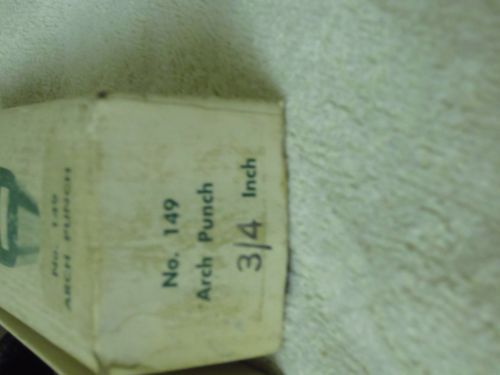 No. 149
ARCH PUNCH
No. 149
Arch Punch
3/4 Inch